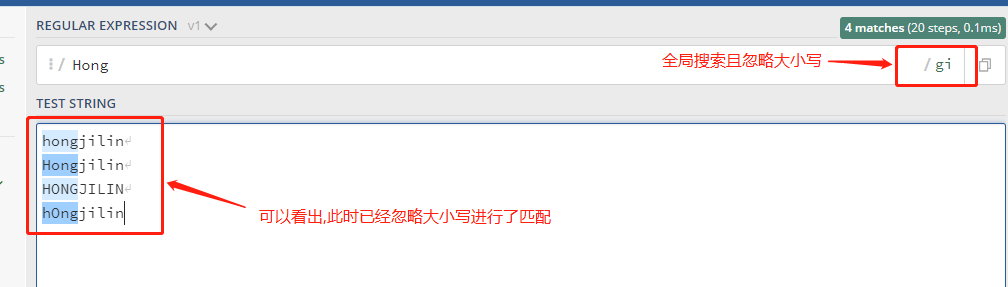 REGULAR EXPRESSION v1
4 matches (20 steps, 0.1ms)
/ Hong
全局搜索且忽略大小写
/ gi
TEST STRING
hongjilin↵
Hongjilin↵
HONGJILIN↵
hOngjilin
可以看出,此时已经忽略大小写进行了匹配
s
s